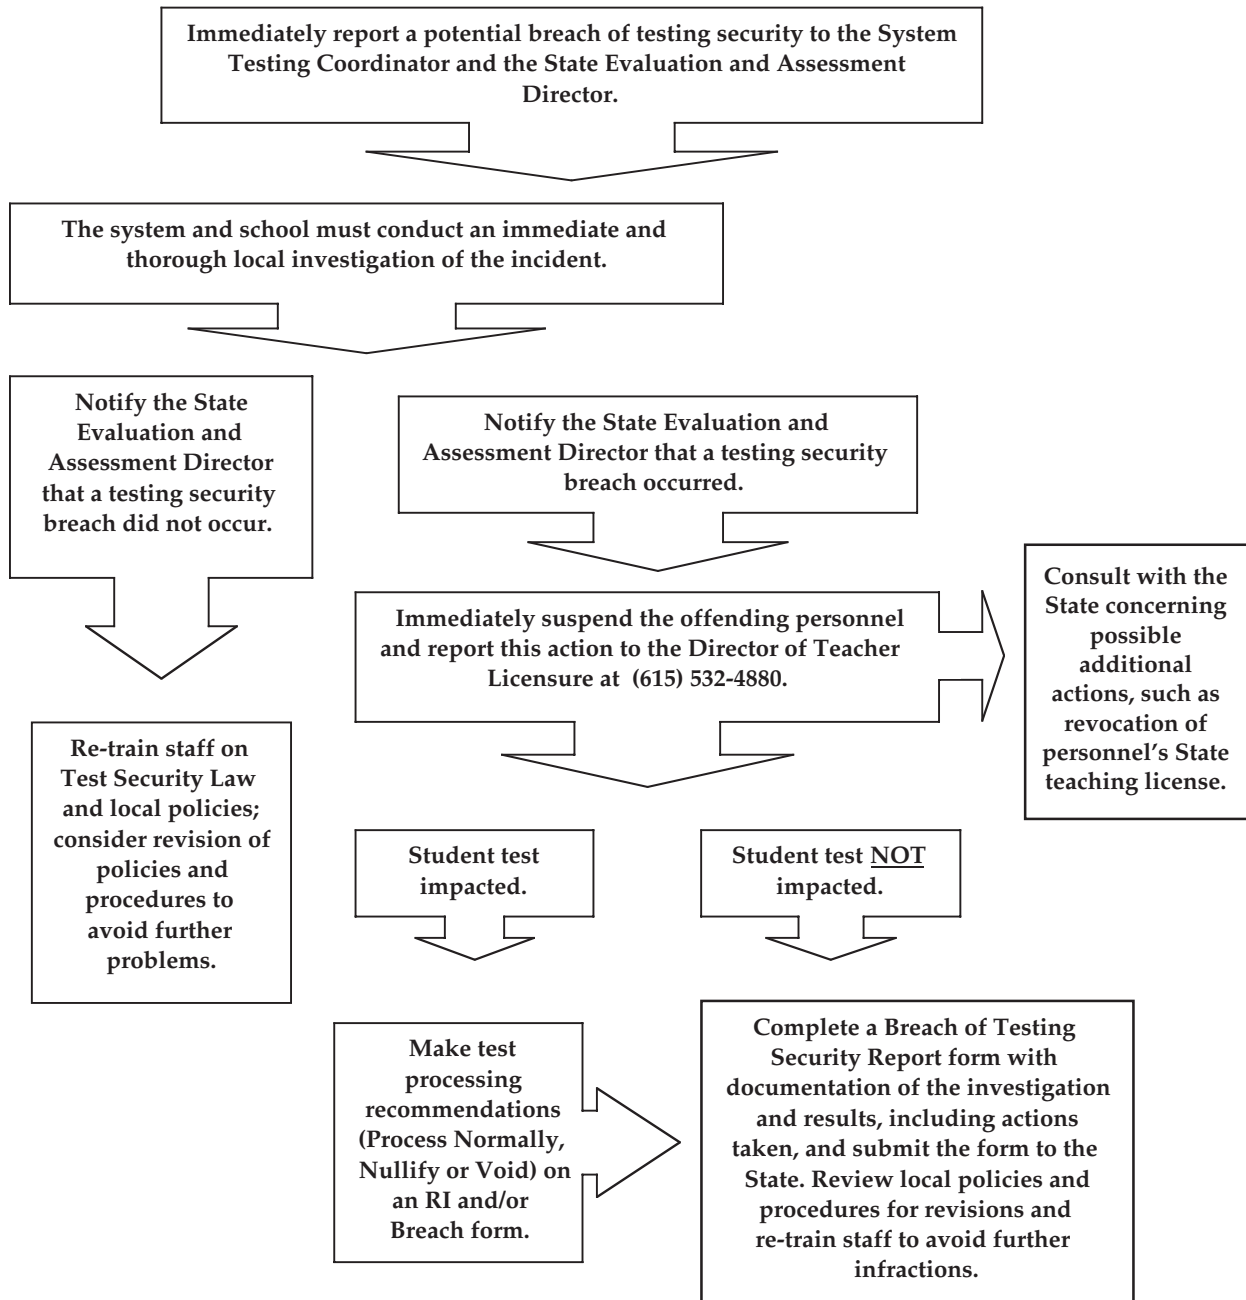 Immediately report a potential breach of testing security to the System
Testing Coordinator and the State Evaluation and Assessment
Director.
The system and school must conduct an immediate and
thorough local investigation of the incident.
Notify the State
Evaluation and
Assessment Director
that a testing security
breach did not occur.
Notify the State Evaluation and
Assessment Director that a testing security
breach occurred.
Immediately suspend the offending personnel
and report this action to the Director of Teacher
Licensure at (615) 532-4880.
Consult with the
State concerning
possible
additional
actions, such as
revocation of
personnel's State
teaching license.
Re-train staff on
Test Security Law
and local policies;
consider revision of
policies and
procedures to
avoid further
problems.
Student test
impacted.
Student test NOT
impacted.
Make test
processing
recommendations
(Process Normally,
Nullify or Void) on
an RI and/or
Breach form.
Complete a Breach of Testing
Security Report form with
documentation of the investigation
and results, including actions
taken, and submit the form to the
State. Review local policies and
procedures for revisions and
re-train staff to avoid further
infractions.